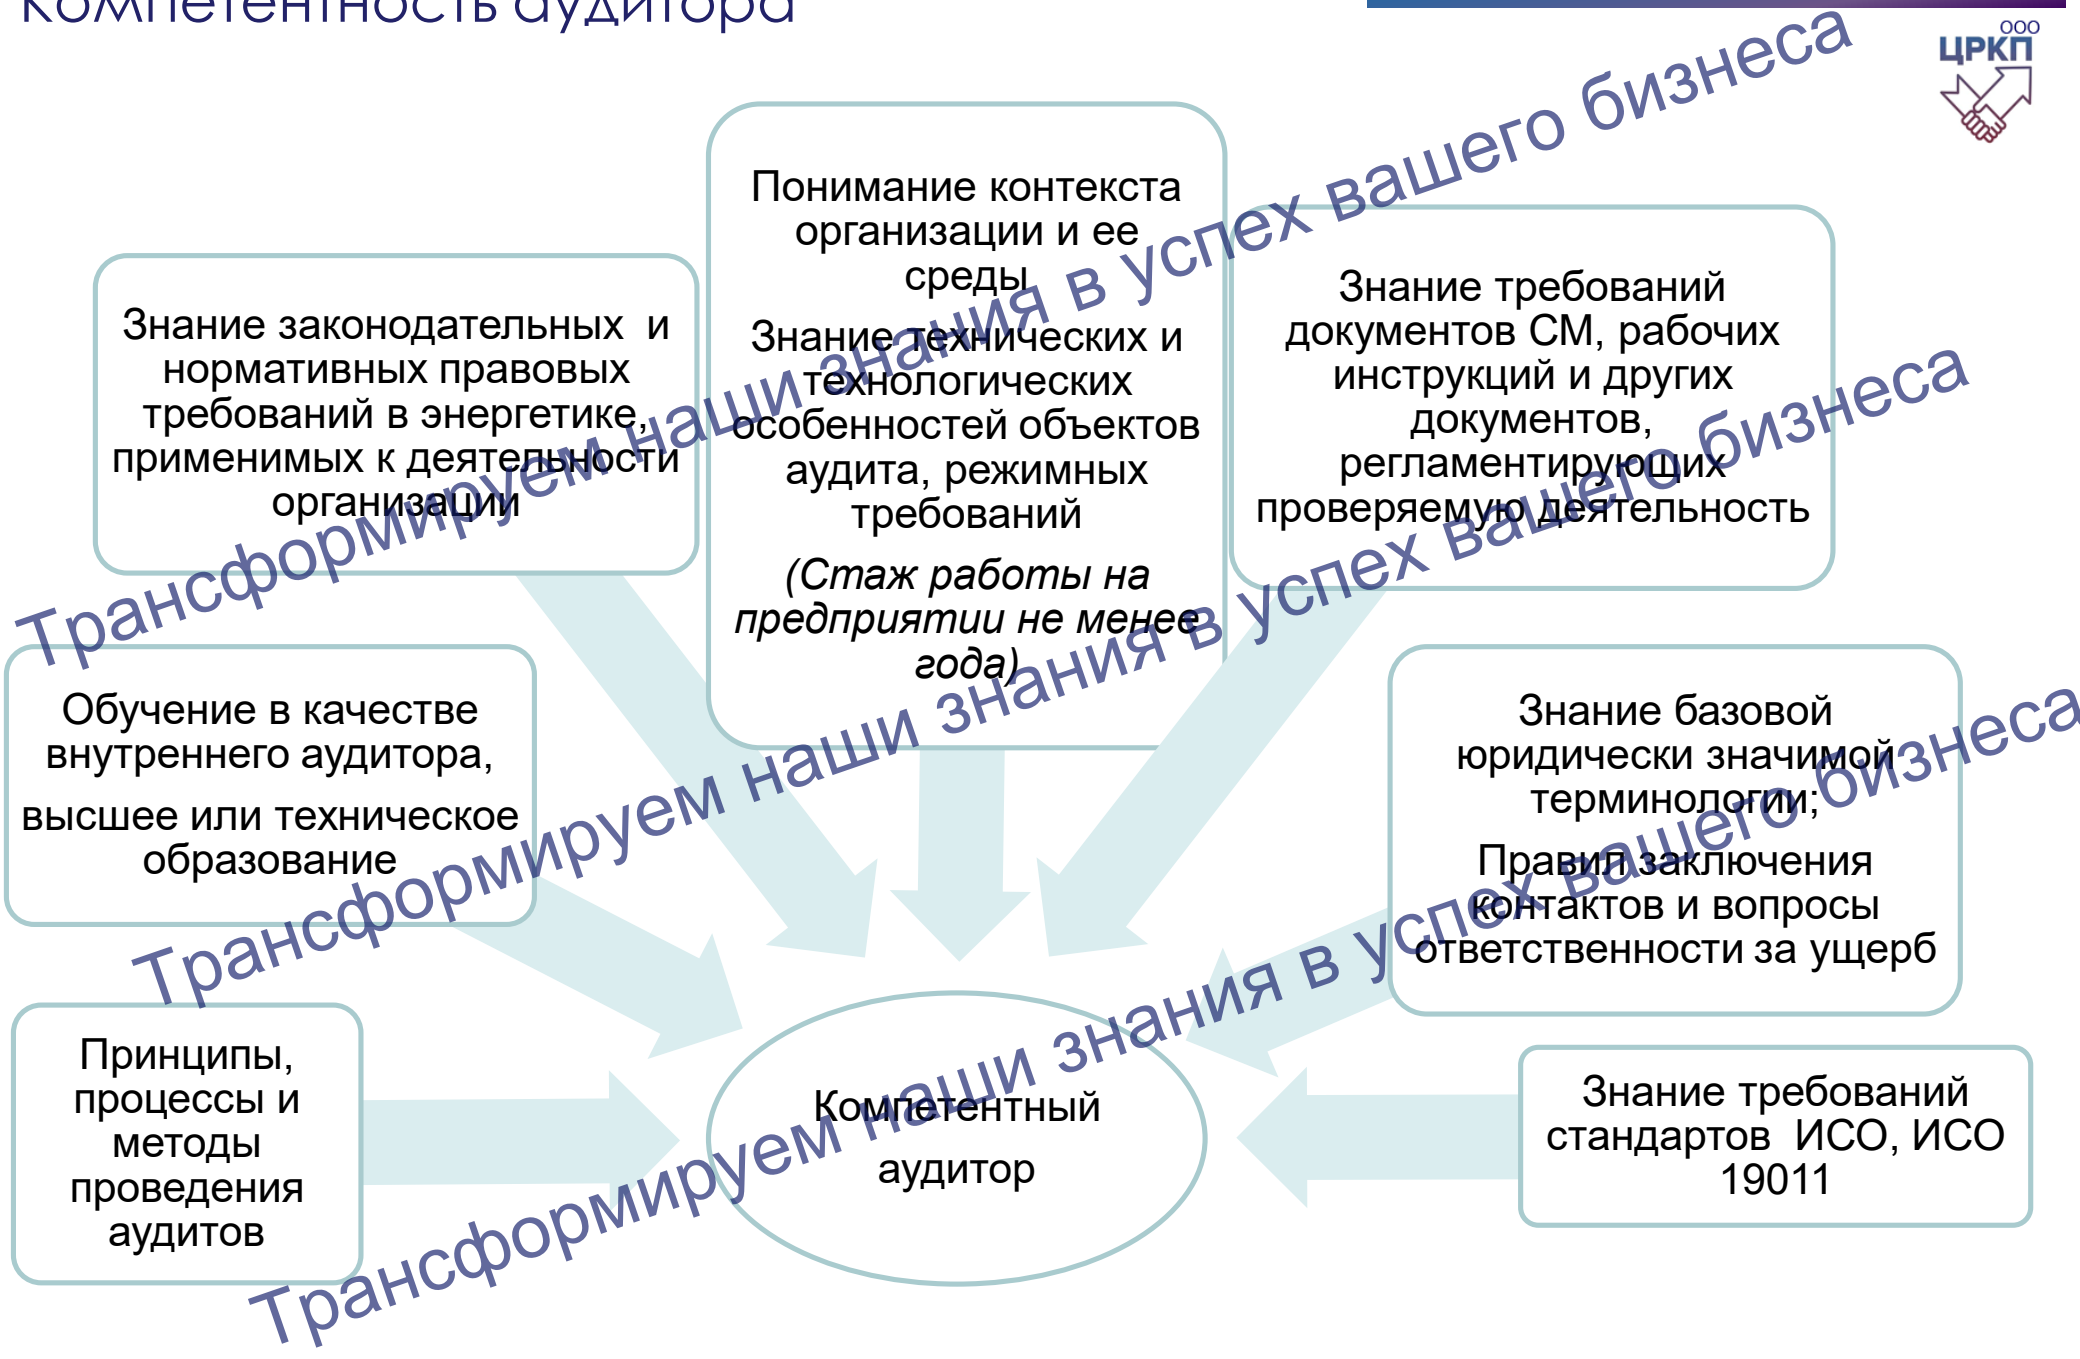 Компетентность аудитора
ООО
ЦРКП
Понимание контекста
организации и ее
среды
Знание технических и
технологических
особенностей объектов
аудита, режимных
требований
(Стаж работы на
предприятии не менее
года)
Знание законодательных  и
нормативных правовых
требований в энергетике,
применимых к деятельности
организации
Знание требований
документов СМ, рабочих
инструкций и других
документов,
регламентирующих
проверяемую деятельность
Обучение в качестве
внутреннего аудитора,
высшее или техническое
образование
Знание базовой
юридически значимой
терминологии;
Правил заключения
контактов и вопросы
ответственности за ущерб
Принципы,
процессы и
методы
проведения
аудитов
Компетентный
аудитор
Знание требований
стандартов  ИСО, ИСО
19011
Трансформируем наши знания в успех вашего бизнеса
Трансформируем наши знания в успех вашего бизнеса
Трансформируем наши знания в успех вашего бизнеса